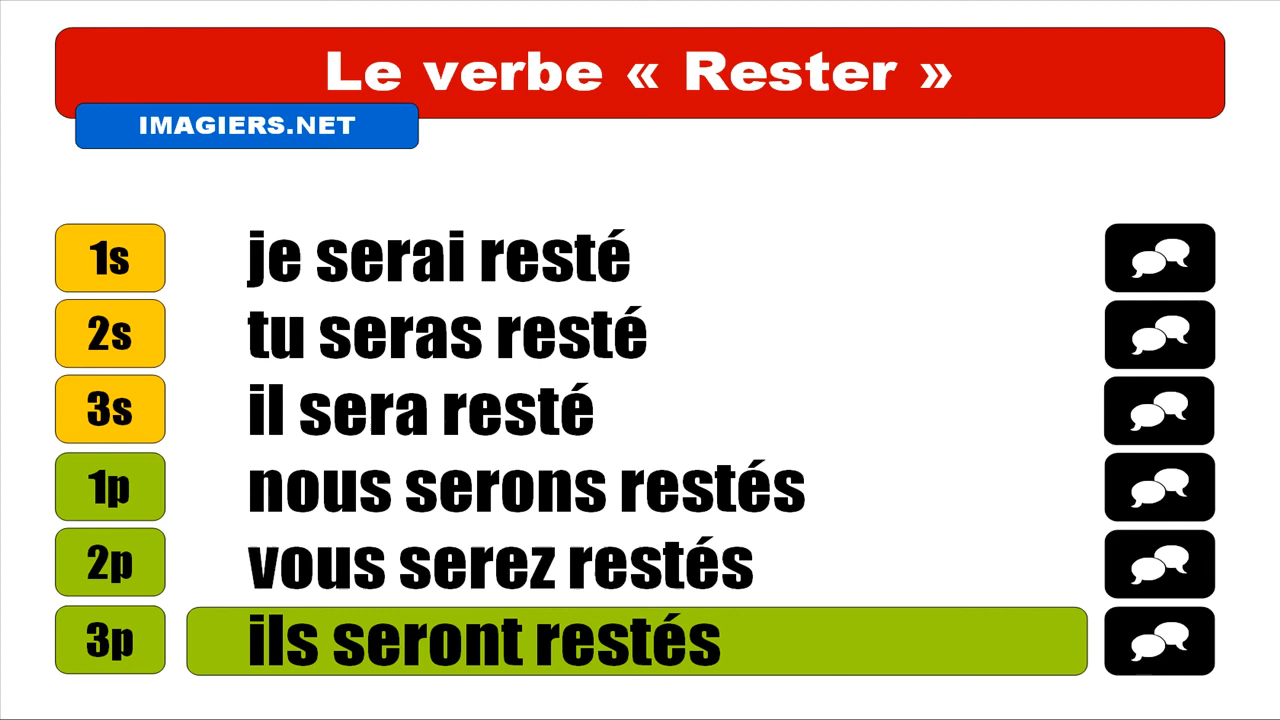 Le verbe « Rester »
IMAGIERS.NET
1s je serai resté
2s tu seras resté
3s il sera resté
1p nous serons restés
2p vous serez restés
3p ils seront restés